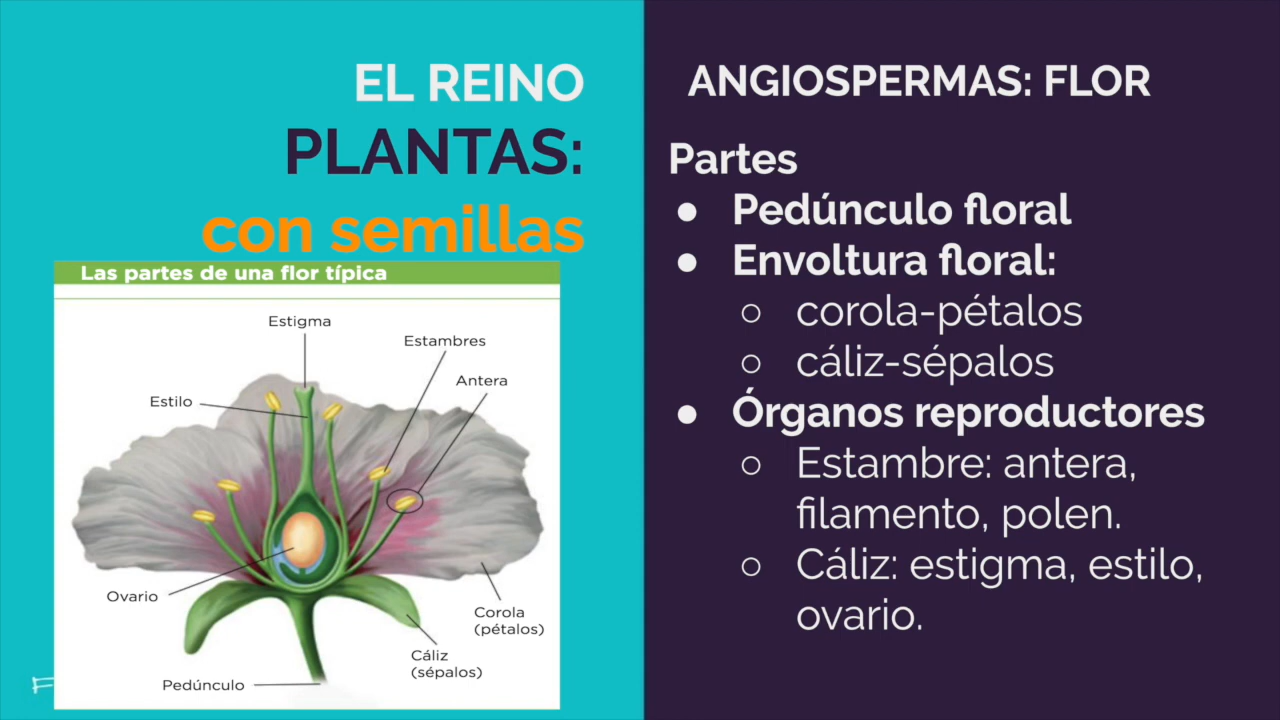 EL REINO
PLANTAS:
con semillas
Las partes de una flor típica
Estigma
Estambres
Antera
Estilo
Ovario
Corola
(pétalos)
Cáliz
(sépalos)
Pedúnculo
ANGIOSPERMAS: FLOR
Partes
● Pedúnculo floral
● Envoltura floral:
○ corola-pétalos
○ cáliz-sépalos
● Órganos reproductores
○ Estambre: antera,
filamento, polen.
○ Cáliz: estigma, estilo,
ovario.